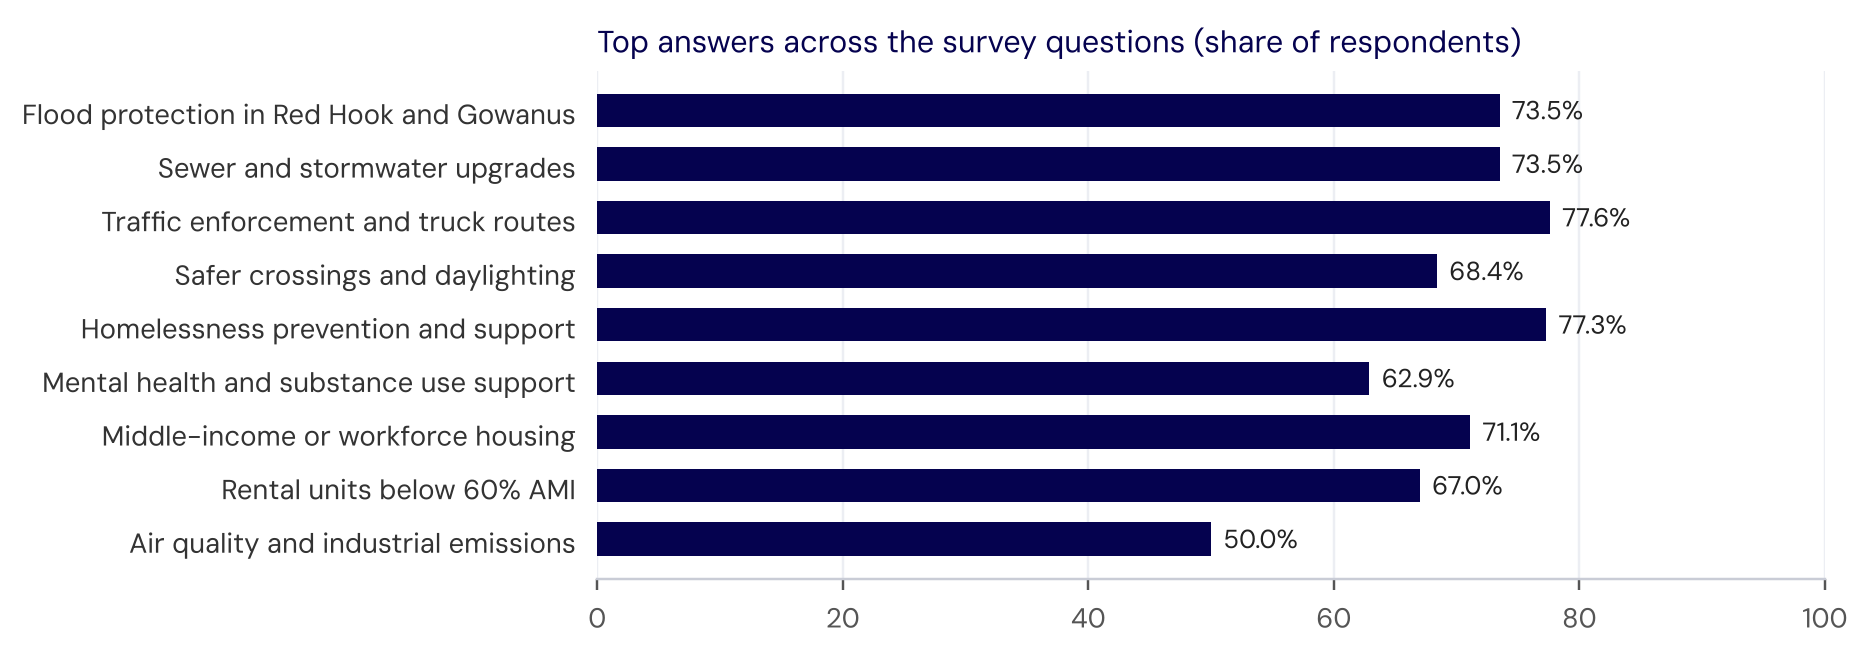 Top answers across the survey questions (share of respondents)
Flood protection in Red Hook and Gowanus 73.5%
Sewer and stormwater upgrades 73.5%
Traffic enforcement and truck routes 77.6%
Safer crossings and daylighting 68.4%
Homelessness prevention and support 77.3%
Mental health and substance use support 62.9%
Middle-income or workforce housing 71.1%
Rental units below 60% AMI 67.0%
Air quality and industrial emissions 50.0%
0 20 40 60 80 100